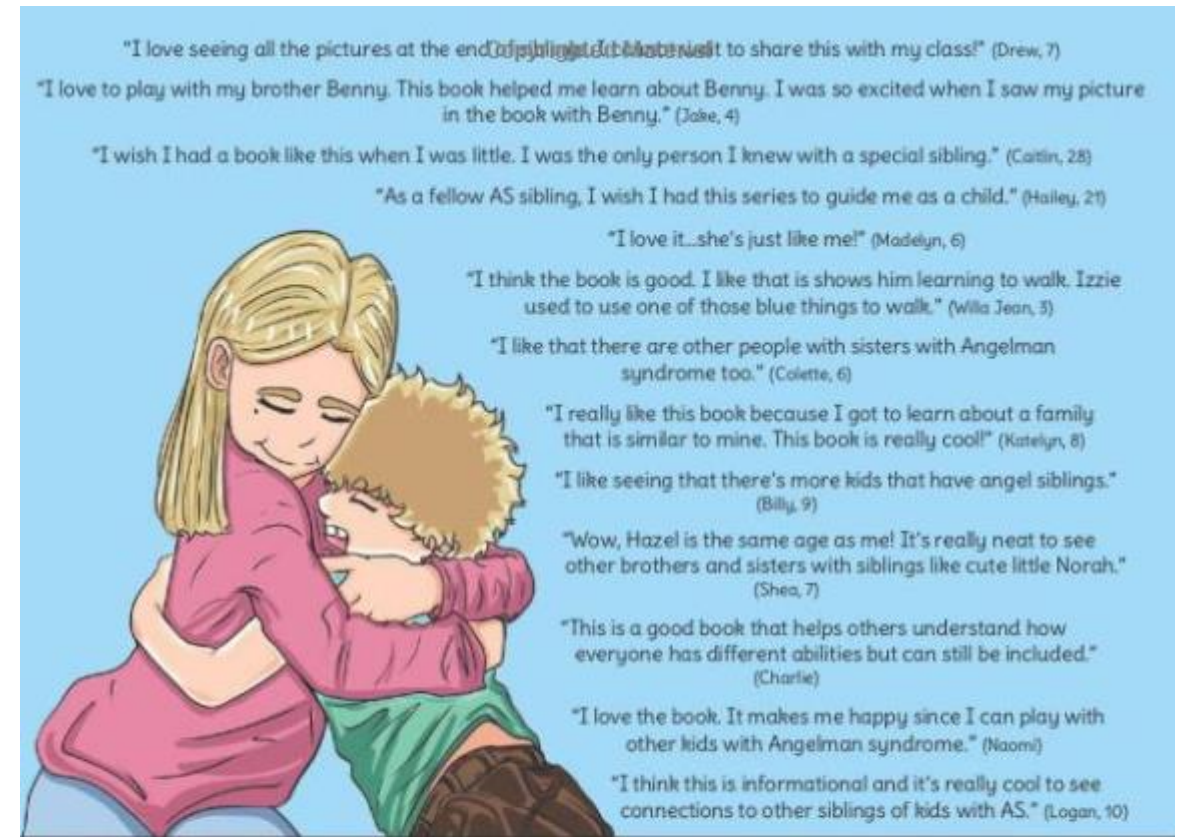 "I love seeing all the pictures at the end of siblings. I to share this with my class!" (Drew, 7)
Copyrighted Material
"I love to play with my brother Benny. This book helped me learn about Benny. I was so excited when I saw my picture
in the book with Benny." (Jake, 4)
"I wish I had a book like this when I was little. I was the only person I knew with a special sibling." (Caitlin, 28)
"As a fellow AS sibling, I wish I had this series to guide me as a child." (Hailey, 21)
"I love it...she's just like me!" (Madelyn, 6)
"I think the book is good. I like that is shows him learning to walk. Izzie
used to use one of those blue things to walk." (Willa Jean, 3)
"I like that there are other people with sisters with Angelman
syndrome too." (Colette, 6)
"I really like this book because I got to learn about a family
that is similar to mine. This book is really cool!" (Katelyn, 8)
"I like seeing that there's more kids that have angel siblings."
(Billy, 9)
"Wow, Hazel is the same age as me! It's really neat to see
other brothers and sisters with siblings like cute little Norah."
(Shea, 7)
"This is a good book that helps others understand how
everyone has different abilities but can still be included."
(Charlie)
"I love the book. It makes me happy since I can play with
other kids with Angelman syndrome." (Naomi)
"I think this is informational and it's really cool to see
connections to other siblings of kids with AS." (Logan, 10)